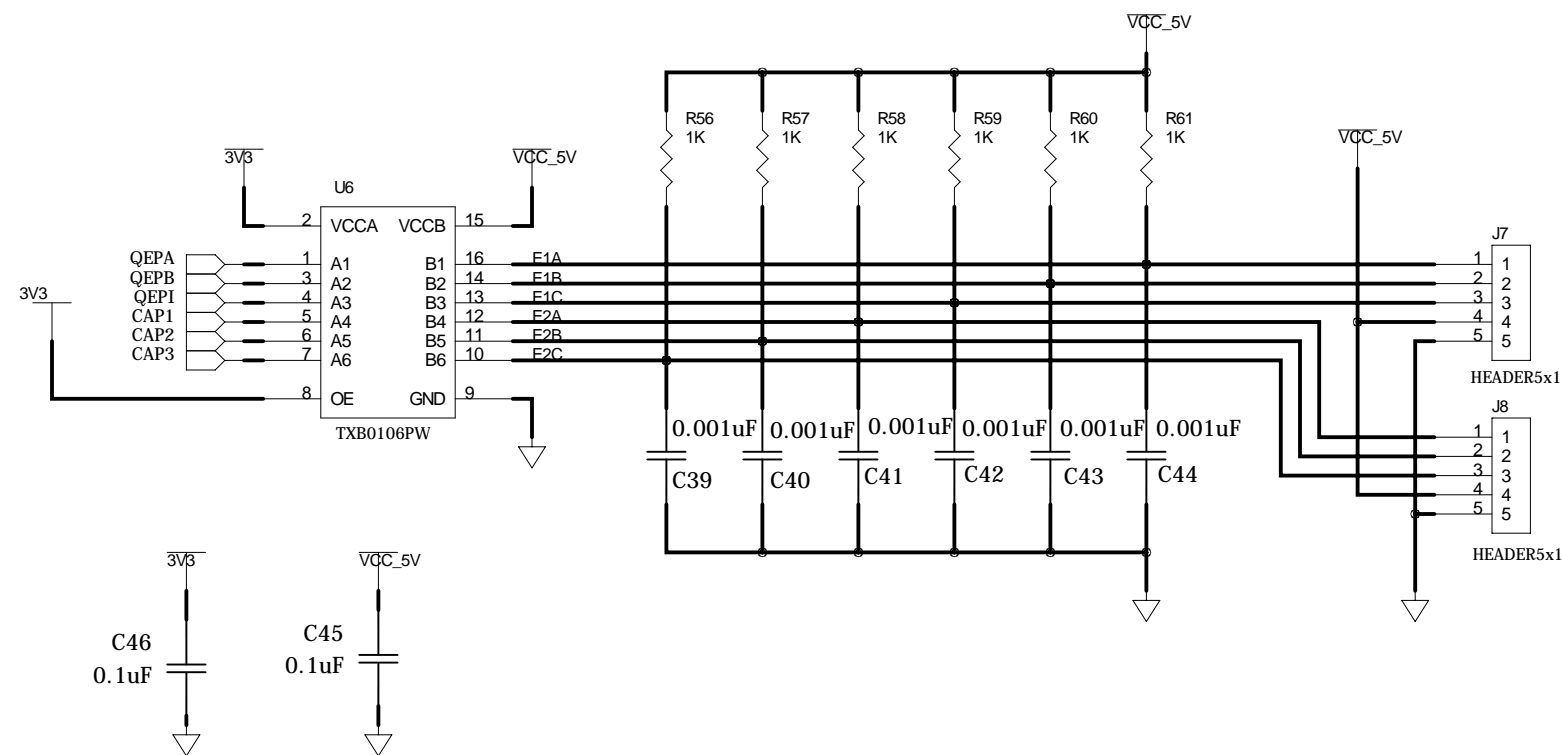 VCC_5V
R56
1K
R57
1K
R58
1K
R59
1K
R60
1K
R61
1K
3V3
VCC_5V
VCC_5V
U6
2 VCCA VCCB 15
QEPA 1 A1 B1 16 E1A
QEPB 3 A2 B2 14 E1B
QEPI 4 A3 B3 13 E1C
CAP1 5 A4 B4 12 E2A
CAP2 6 A5 B5 11 E2B
CAP3 7 A6 B6 10 E2C
3V3
8 OE GND 9
TXB0106PW
J7
1 1
2 2
3 3
4 4
5 5
HEADER5x1
J8
1 1
2 2
3 3
4 4
5 5
HEADER5x1
0.001uF
C39
0.001uF
C40
0.001uF
C41
0.001uF
C42
0.001uF
C43
0.001uF
C44
3V3
C46
0.1uF
VCC_5V
C45
0.1uF